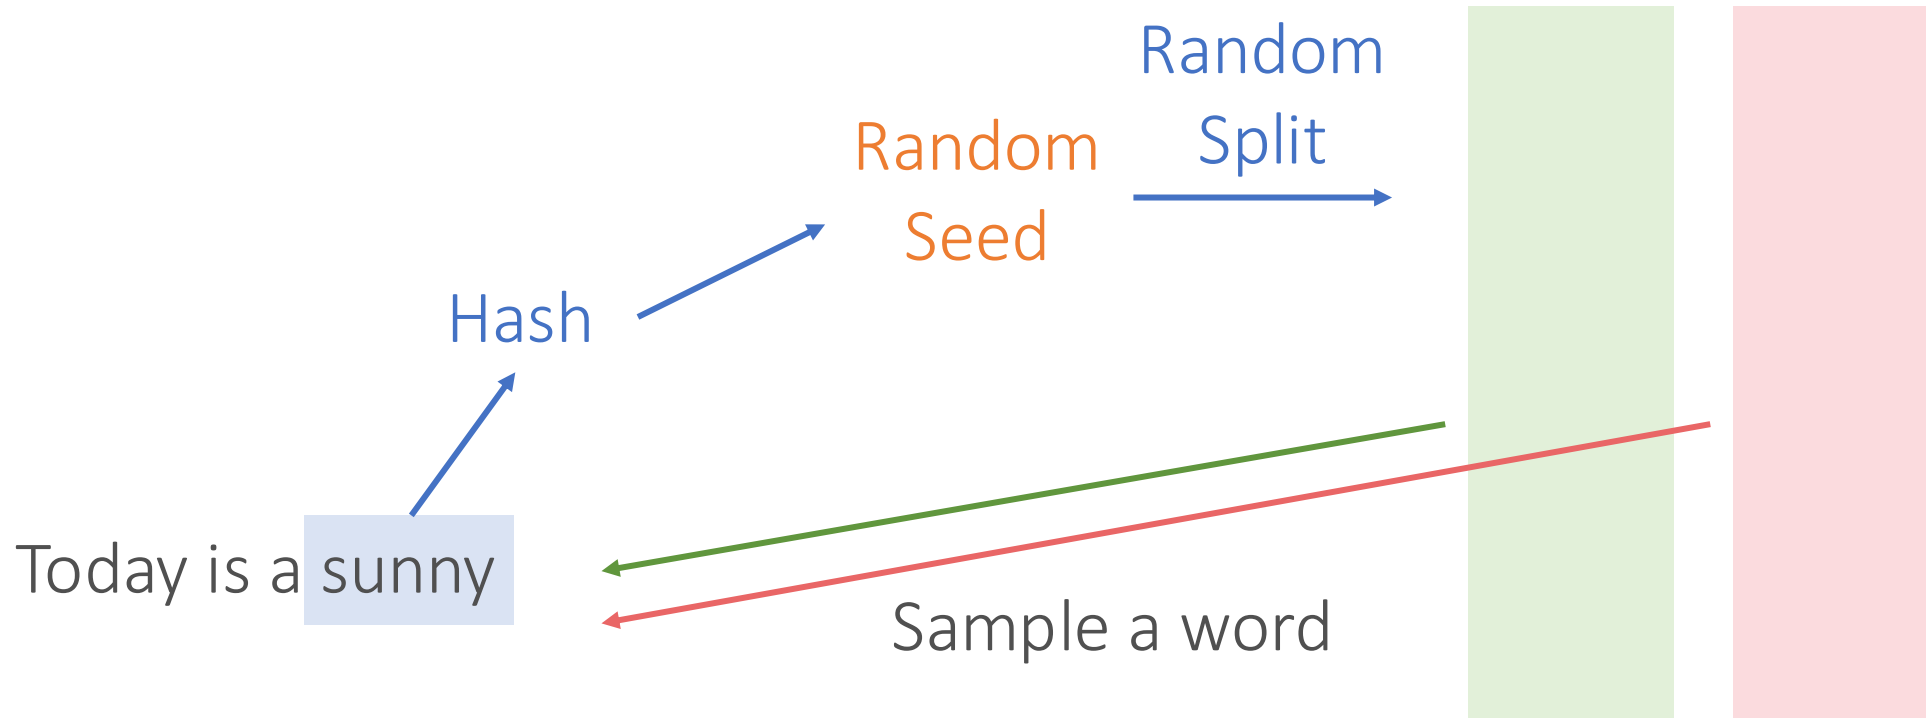 Random
Split
Random
Seed
Hash
Today is a sunny
Sample a word